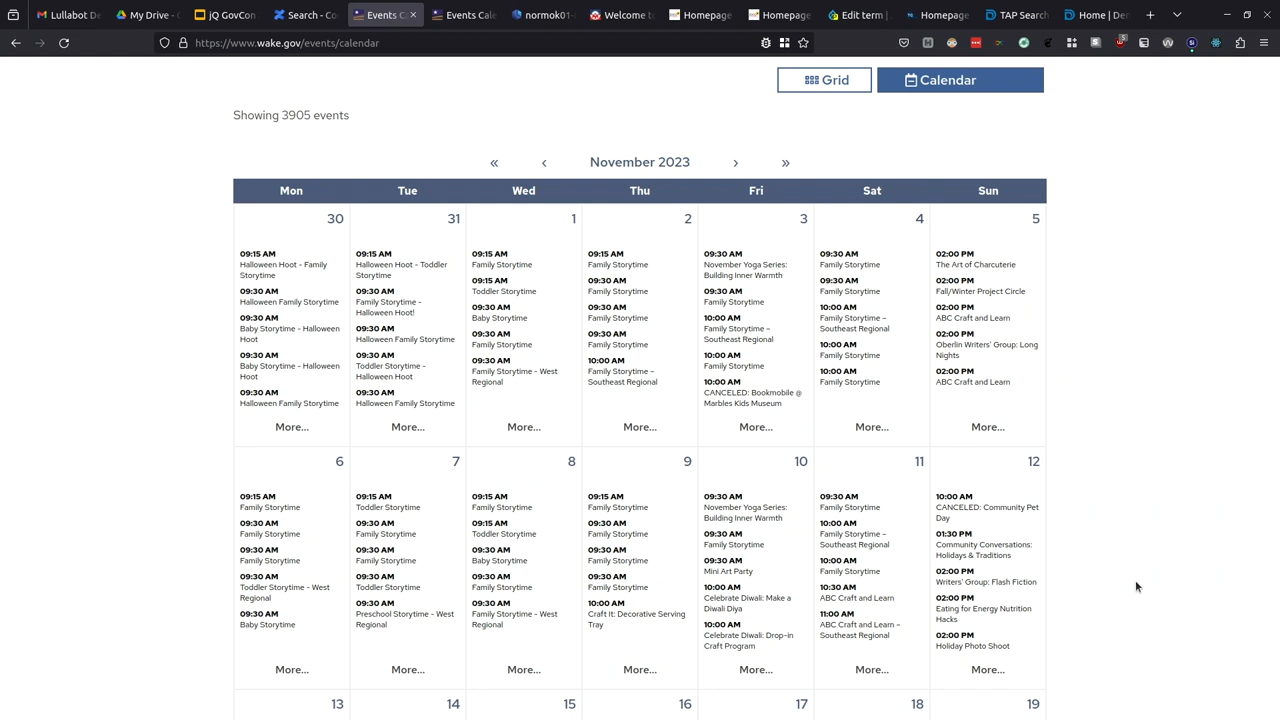 Lullabot
My Drive -
jQ GovCon
Search - Co
Events C
Events Cale
normok01-
Welcome to
Homepage
Homepage
Edit term |
Homepage
TAP Search
Home | De
https://www.wake.gov/events/calendar
5
Grid
Calendar
Showing 3905 events
« ‹ November 2023 › »
Mon Tue Wed Thu Fri Sat Sun
30
09:15 AM
Halloween Hoot - Family
Storytime
09:30 AM
Halloween Family Storytime
09:30 AM
Baby Storytime - Halloween
Hoot
09:30 AM
Baby Storytime - Halloween
Hoot
09:30 AM
Halloween Family Storytime
More...
31
09:15 AM
Halloween Hoot - Toddler
Storytime
09:30 AM
Family Storytime -
Halloween Hoot!
09:30 AM
Halloween Family Storytime
09:30 AM
Toddler Storytime -
Halloween Hoot
09:30 AM
Halloween Family Storytime
More...
1
09:15 AM
Family Storytime
09:15 AM
Toddler Storytime
09:30 AM
Baby Storytime
09:30 AM
Family Storytime
09:30 AM
Family Storytime - West
Regional
More...
2
09:15 AM
Family Storytime
09:30 AM
Family Storytime
09:30 AM
Family Storytime
09:30 AM
Family Storytime
10:00 AM
Family Storytime –
Southeast Regional
More...
3
09:30 AM
November Yoga Series:
Building Inner Warmth
09:30 AM
Family Storytime
10:00 AM
Family Storytime –
Southeast Regional
10:00 AM
Family Storytime
10:00 AM
CANCELED: Bookmobile @
Marbles Kids Museum
More...
4
09:30 AM
Family Storytime
09:30 AM
Family Storytime
10:00 AM
Family Storytime –
Southeast Regional
10:00 AM
Family Storytime
10:00 AM
Family Storytime
More...
5
02:00 PM
The Art of Charcuterie
02:00 PM
Fall/Winter Project Circle
02:00 PM
ABC Craft and Learn
02:00 PM
Oberlin Writers' Group: Long
Nights
02:00 PM
ABC Craft and Learn
More...
6
09:15 AM
Family Storytime
09:30 AM
Family Storytime
09:30 AM
Family Storytime
09:30 AM
Toddler Storytime - West
Regional
09:30 AM
Baby Storytime
More...
7
09:15 AM
Toddler Storytime
09:30 AM
Family Storytime
09:30 AM
Family Storytime
09:30 AM
Toddler Storytime
09:30 AM
Preschool Storytime - West
Regional
More...
8
09:15 AM
Family Storytime
09:15 AM
Toddler Storytime
09:30 AM
Baby Storytime
09:30 AM
Family Storytime
09:30 AM
Family Storytime - West
Regional
More...
9
09:15 AM
Family Storytime
09:30 AM
Family Storytime
09:30 AM
Family Storytime
09:30 AM
Family Storytime
10:00 AM
Craft It: Decorative Serving
Tray
More...
10
09:30 AM
November Yoga Series:
Building Inner Warmth
09:30 AM
Family Storytime
09:30 AM
Mini Art Party
10:00 AM
Celebrate Diwali: Make a
Diwali Diya
10:00 AM
Celebrate Diwali: Drop-in
Craft Program
More...
11
09:30 AM
Family Storytime
10:00 AM
Family Storytime –
Southeast Regional
10:00 AM
Family Storytime
10:30 AM
ABC Craft and Learn
11:00 AM
ABC Craft and Learn –
Southeast Regional
More...
12
10:00 AM
CANCELED: Community Pet
Day
01:30 PM
Community Conversations:
Holidays & Traditions
02:00 PM
Writers' Group: Flash Fiction
02:00 PM
Eating for Energy Nutrition
Hacks
02:00 PM
Holiday Photo Shoot
More...
13 14 15 16 17 18 19